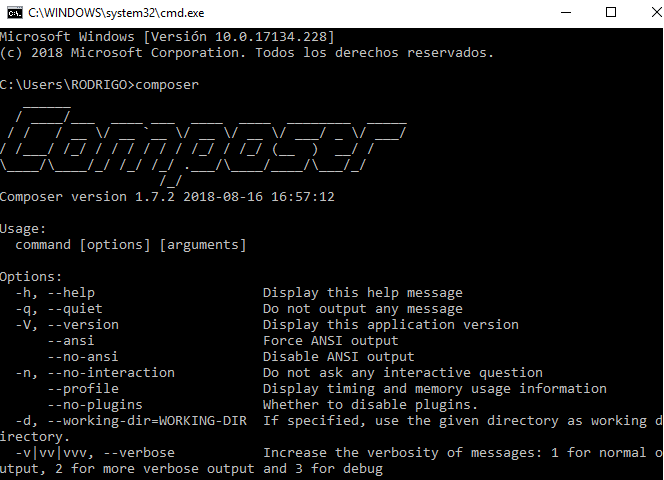 C:\WINDOWS\system32\cmd.exe
Microsoft Windows [Versión 10.0.17134.228]
(c) 2018 Microsoft Corporation. Todos los derechos reservados.
C:\Users\RODRIGO>composer
Composer
Composer version 1.7.2 2018-08-16 16:57:12
Usage:
command [options] [arguments]
Options:
-h, --help Display this help message
-q, --quiet Do not output any message
-V, --version Display this application version
--ansi Force ANSI output
--no-ansi Disable ANSI output
-n, --no-interaction Do not ask any interactive question
--profile Display timing and memory usage information
--no-plugins Whether to disable plugins.
-d, --working-dir=WORKING-DIR If specified, use the given directory as working d
irectory.
-v|vv|vvv, --verbose Increase the verbosity of messages: 1 for normal o
utput, 2 for more verbose output and 3 for debug